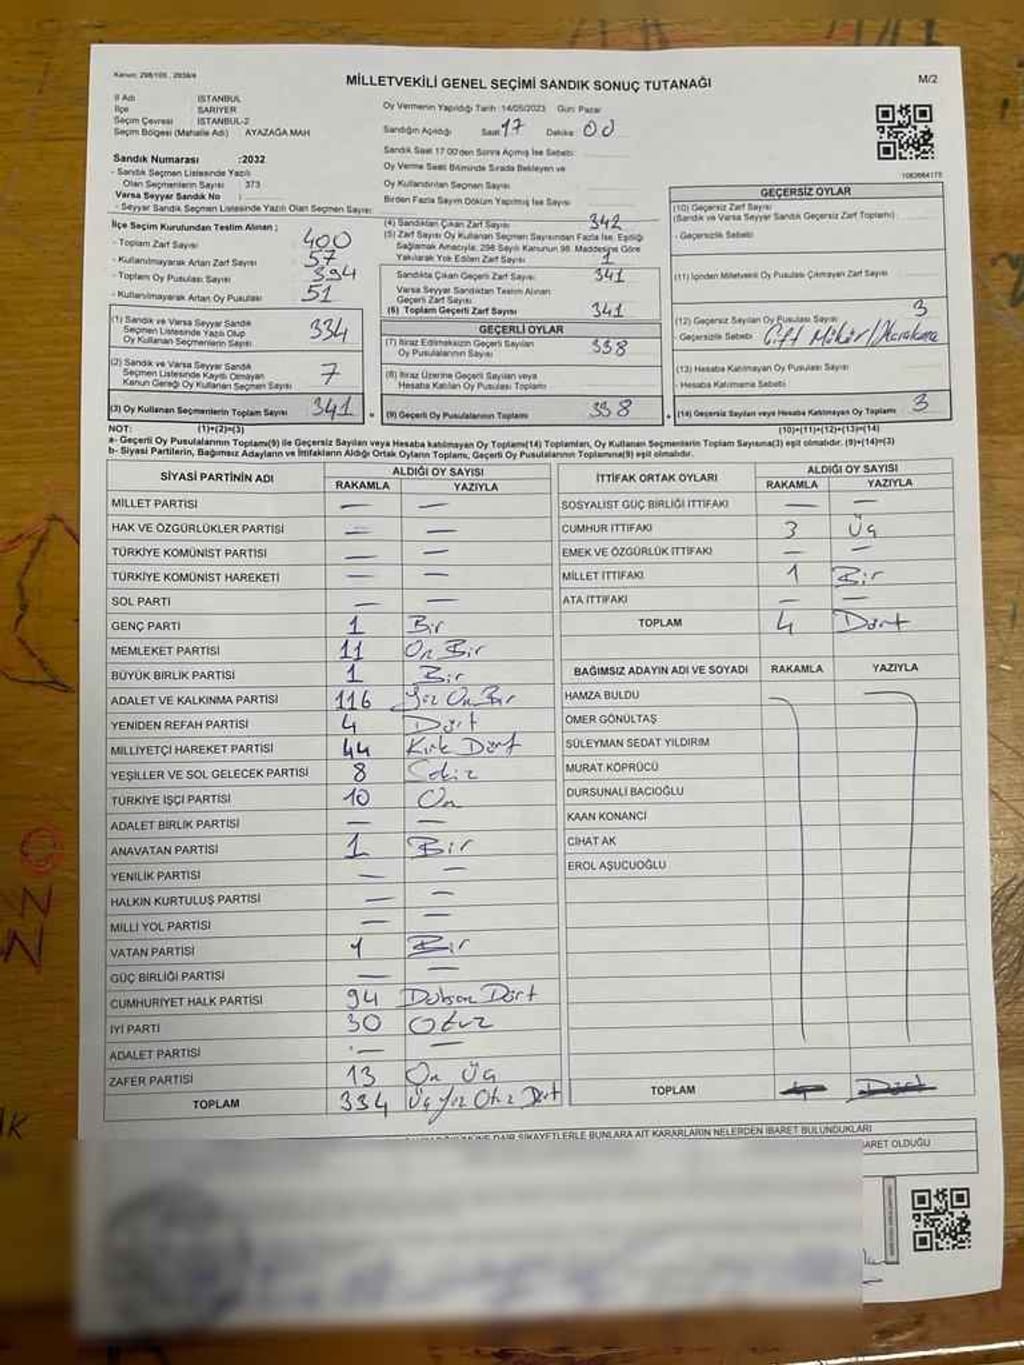 Kanun: 298/105 , 2839/4
MİLLETVEKİLİ GENEL SEÇİMİ SANDIK SONUÇ TUTANAĞI
M/2
İl Adı İSTANBUL
İlçe SARIYER
Seçim Çevresi İSTANBUL-2
Seçim Bölgesi (Mahalle Adı) AYAZAĞA MAH
Sandık Numarası :2032
- Sandık Seçmen Listesinde Yazılı
Olan Seçmenlerin Sayısı : 373
Varsa Seyyar Sandık No :
- Seyyar Sandık Seçmen Listesinde Yazılı Olan Seçmen Sayısı:
İlçe Seçim Kurulundan Teslim Alınan ;
- Toplam Zarf Sayısı 400
- Kullanılmayarak Artan Zarf Sayısı 57
- Toplam Oy Pusulası Sayısı 394
- Kullanılmayarak Artan Oy Pusulası 51
(1) Sandık ve Varsa Seyyar Sandık
Seçmen Listesinde Yazılı Olup
Oy Kullanan Seçmenlerin Sayısı 334
(2) Sandık ve Varsa Seyyar Sandık
Seçmen Listesinde Kayıtlı Olmayan
Kanun Gereği Oy Kullanan Seçmen Sayısı 7
(3) Oy Kullanan Seçmenlerin Toplam Sayısı 341
Oy Vermenin Yapıldığı Tarih :14/05/2023 Gün: Pazar
Sandığın Açıldığı Saat 17 Dakika 00
Sandık Saat 17.00'den Sonra Açılmış İse Sebebi:
Oy Verme Saati Bitiminde Sırada Bekleyen ve
Oy Kullandırılan Seçmen Sayısı
Birden Fazla Sayım Döküm Yapılmış İse Sayısı:
(4) Sandıktan Çıkan Zarf Sayısı 342
(5) Zarf Sayısı Oy Kullanan Seçmen Sayısından Fazla İse, Eşitliği
Sağlamak Amacıyla, 298 Sayılı Kanunun 98. Maddesine Göre
Yakılarak Yok Edilen Zarf Sayısı 1
Sandıkta Çıkan Geçerli Zarf Sayısı 341
Varsa Seyyar Sandıktan Teslim Alınan
Geçerli Zarf Sayısı
(6) Toplam Geçerli Zarf Sayısı 341
GEÇERLİ OYLAR
(7) İtiraz Edilmeksizin Geçerli Sayılan
Oy Pusulalarının Sayısı 338
(8) İtiraz Üzerine Geçerli Sayılan veya
Hesaba Katılan Oy Pusulası Toplamı
= (9) Geçerli Oy Pusulalarının Toplamı 338
1083664175
GEÇERSİZ OYLAR
(10) Geçersiz Zarf Sayısı
(Sandık ve Varsa Seyyar Sandık Geçersiz Zarf Toplamı)
- Geçersizlik Sebebi
(11) İçinden Milletvekili Oy Pusulası Çıkmayan Zarf Sayısı
(12) Geçersiz Sayılan Oy Pusulası Sayısı 3
- Geçersizlik Sebebi Çift Mühür/Karalama
(13) Hesaba Katılmayan Oy Pusulası Sayısı
- Hesaba Katılmama Sebebi
+ (14) Geçersiz Sayılan veya Hesaba Katılmayan Oy Toplamı 3
NOT: (1)+(2)=(3) (10)+(11)+(12)+(13)=(14)
a- Geçerli Oy Pusulalarının Toplamı(9) ile Geçersiz Sayılan veya Hesaba katılmayan Oy Toplamı(14) Toplamları, Oy Kullanan Seçmenlerin Toplam Sayısına(3) eşit olmalıdır. (9)+(14)=(3)
b- Siyasi Partilerin, Bağımsız Adayların ve İttifakların Aldığı Oyların Toplamı, Geçerli Oy Pusulalarının Toplamına(9) eşit olmalıdır.
SİYASİ PARTİNİN ADI ALDIĞI OY SAYISI
RAKAMLA YAZIYLA
MİLLET PARTİSİ — —
HAK VE ÖZGÜRLÜKLER PARTİSİ — —
TÜRKİYE KOMÜNİST PARTİSİ — —
TÜRKİYE KOMÜNİST HAREKETİ — —
SOL PARTİ — —
GENÇ PARTİ 1 Bir
MEMLEKET PARTİSİ 11 On Bir
BÜYÜK BİRLİK PARTİSİ 1 Bir
ADALET VE KALKINMA PARTİSİ 116 Yüz On Bir
YENİDEN REFAH PARTİSİ 4 Dört
MİLLİYETÇİ HAREKET PARTİSİ 44 Kırk Dört
YEŞİLLER VE SOL GELECEK PARTİSİ 8 Sekiz
TÜRKİYE İŞÇİ PARTİSİ 10 On
ADALET BİRLİK PARTİSİ — —
ANAVATAN PARTİSİ 1 Bir
YENİLİK PARTİSİ — —
HALKIN KURTULUŞ PARTİSİ — —
MİLLİ YOL PARTİSİ — —
VATAN PARTİSİ 1 Bir
GÜÇ BİRLİĞİ PARTİSİ — —
CUMHURİYET HALK PARTİSİ 94 Doksan Dört
İYİ PARTİ 30 Otuz
ADALET PARTİSİ — —
ZAFER PARTİSİ 13 On Üç
TOPLAM 334 Üç Yüz Otuz Dört
İTTİFAK ORTAK OYLARI ALDIĞI OY SAYISI
RAKAMLA YAZIYLA
SOSYALİST GÜÇ BİRLİĞİ İTTİFAKI — —
CUMHUR İTTİFAKI 3 Üç
EMEK VE ÖZGÜRLÜK İTTİFAKI — —
MİLLET İTTİFAKI 1 Bir
ATA İTTİFAKI — —
TOPLAM 4 Dört
BAĞIMSIZ ADAYIN ADI VE SOYADI RAKAMLA YAZIYLA
HAMZA BULDU
ÖMER GÖNÜLTAŞ
SÜLEYMAN SEDAT YILDIRIM
MURAT KÖPRÜCÜ
DURSUNALİ BACIOĞLU
KAAN KONANCİ
CİHAT AK
EROL AŞUCUOĞLU
TOPLAM 4 Dört
DAİR ŞİKAYETLERLE BUNLARA AİT KARARLARIN NELERDEN İBARET BULUNDUKLARI
İBARET OLDUĞU